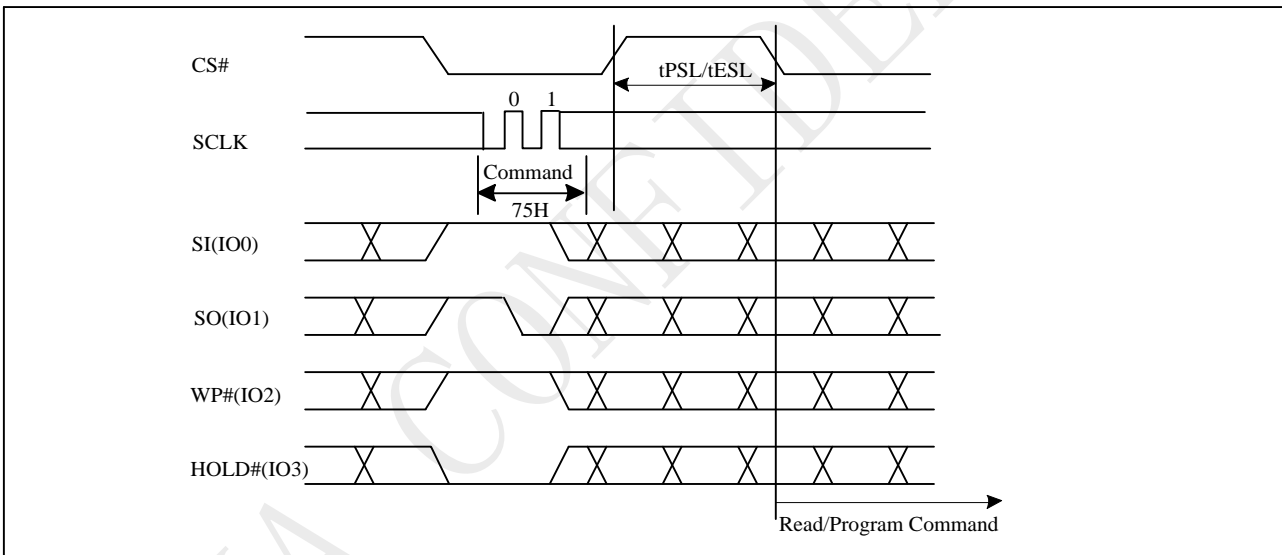 CS#
tPSL/tESL
0 1
SCLK
Command
75H
SI(IO0)
SO(IO1)
WP#(IO2)
HOLD#(IO3)
Read/Program Command